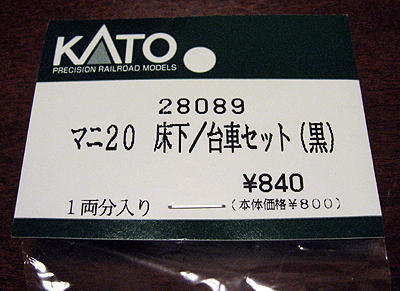 KATO
PRECISION RAILROAD MODELS
28089
マニ20 床下/台車セット(黒)
¥840
1両分入り (本体価格¥800)